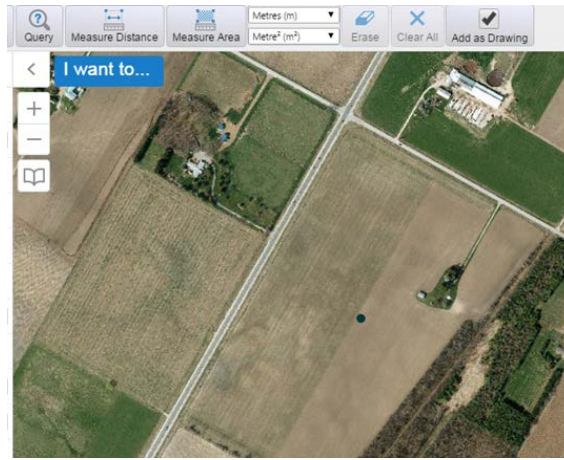 Metres (m)
Metre² (m²)
Query
Measure Distance
Measure Area
Erase
Clear All
Add as Drawing
I want to...